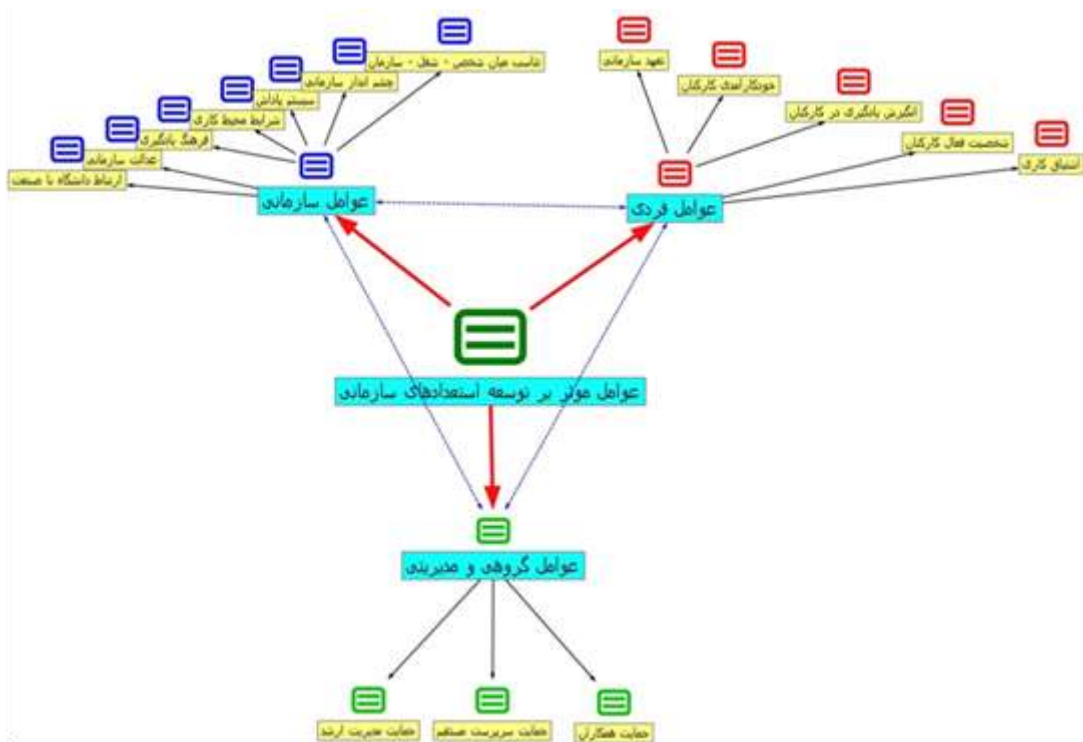 تناسب میان شخص - شغل - سازمان
چشم انداز سازمانی
سیستم پاداش
شرایط محیط کاری
فرهنگ یادگیری
عدالت سازمانی
ارتباط دانشگاه با صنعت
عوامل سازمانی
تعهد سازمانی
خودکارآمدی کارکنان
انگیزش یادگیری در کارکنان
شخصیت فعال کارکنان
اشتیاق کاری
عوامل فردی
عوامل موثر بر توسعه استعدادهای سازمانی
عوامل گروهی و مدیریتی
حمایت همکاران
حمایت سرپرست مستقیم
حمایت مدیریت ارشد